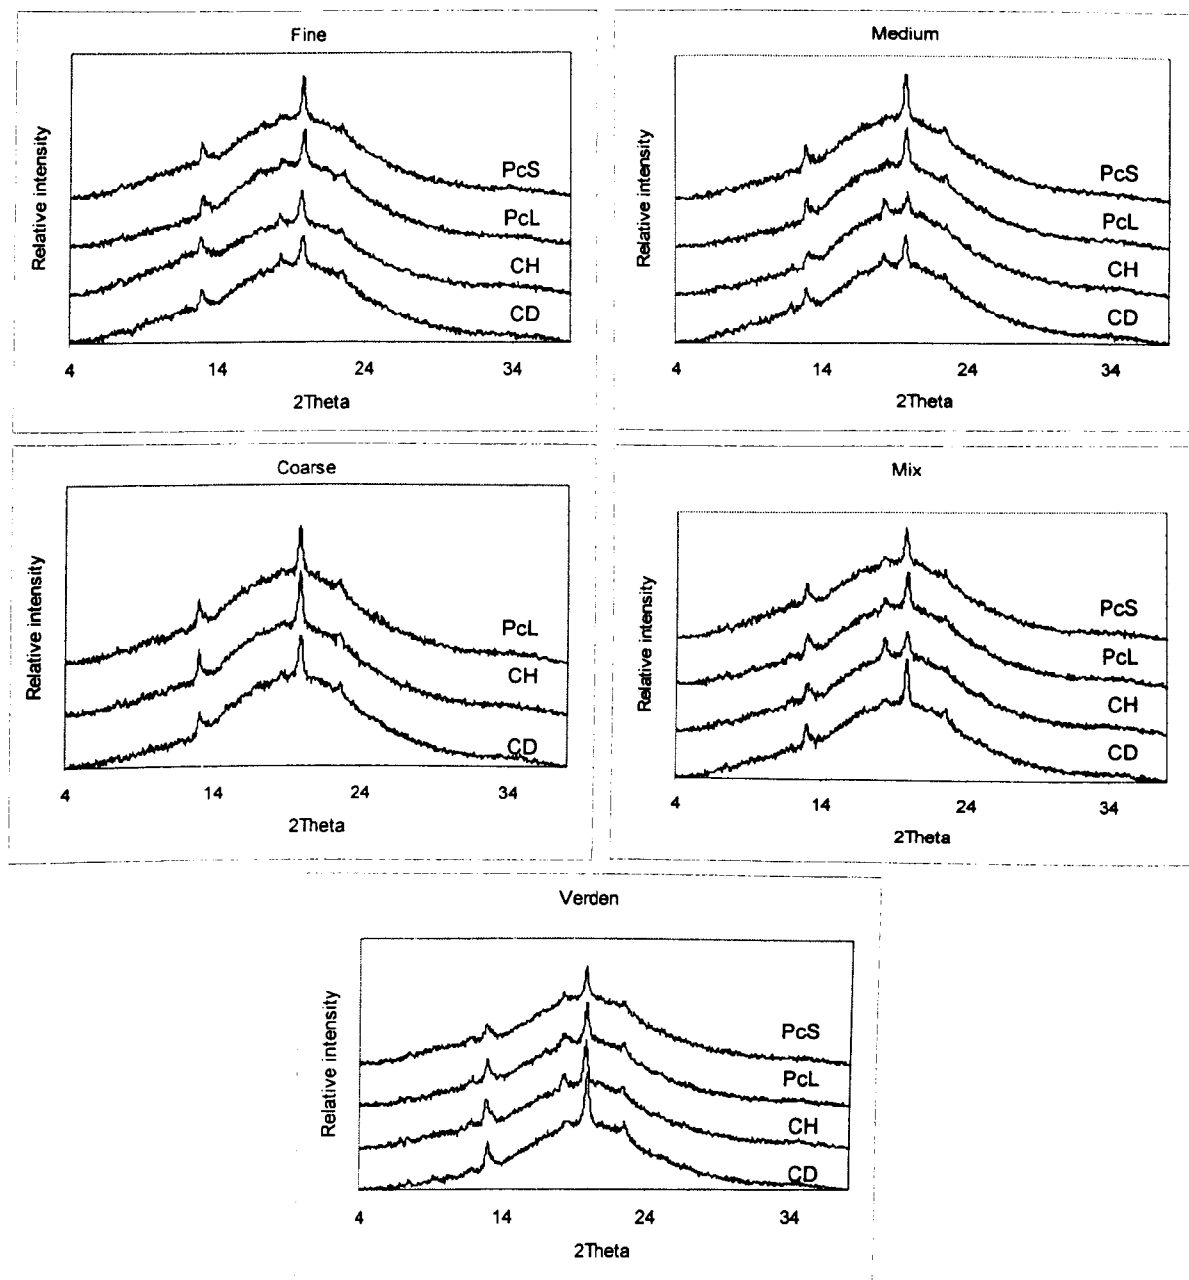 Fine
Relative intensity
PcS
PcL
CH
CD
4 14 24 34
2Theta
Medium
Relative intensity
PcS
PcL
CH
CD
4 14 24 34
2Theta
Coarse
Relative intensity
PcL
CH
CD
4 14 24 34
2Theta
Mix
Relative intensity
PcS
PcL
CH
CD
4 14 24 34
2Theta
Verden
Relative intensity
PcS
PcL
CH
CD
4 14 24 34
2Theta